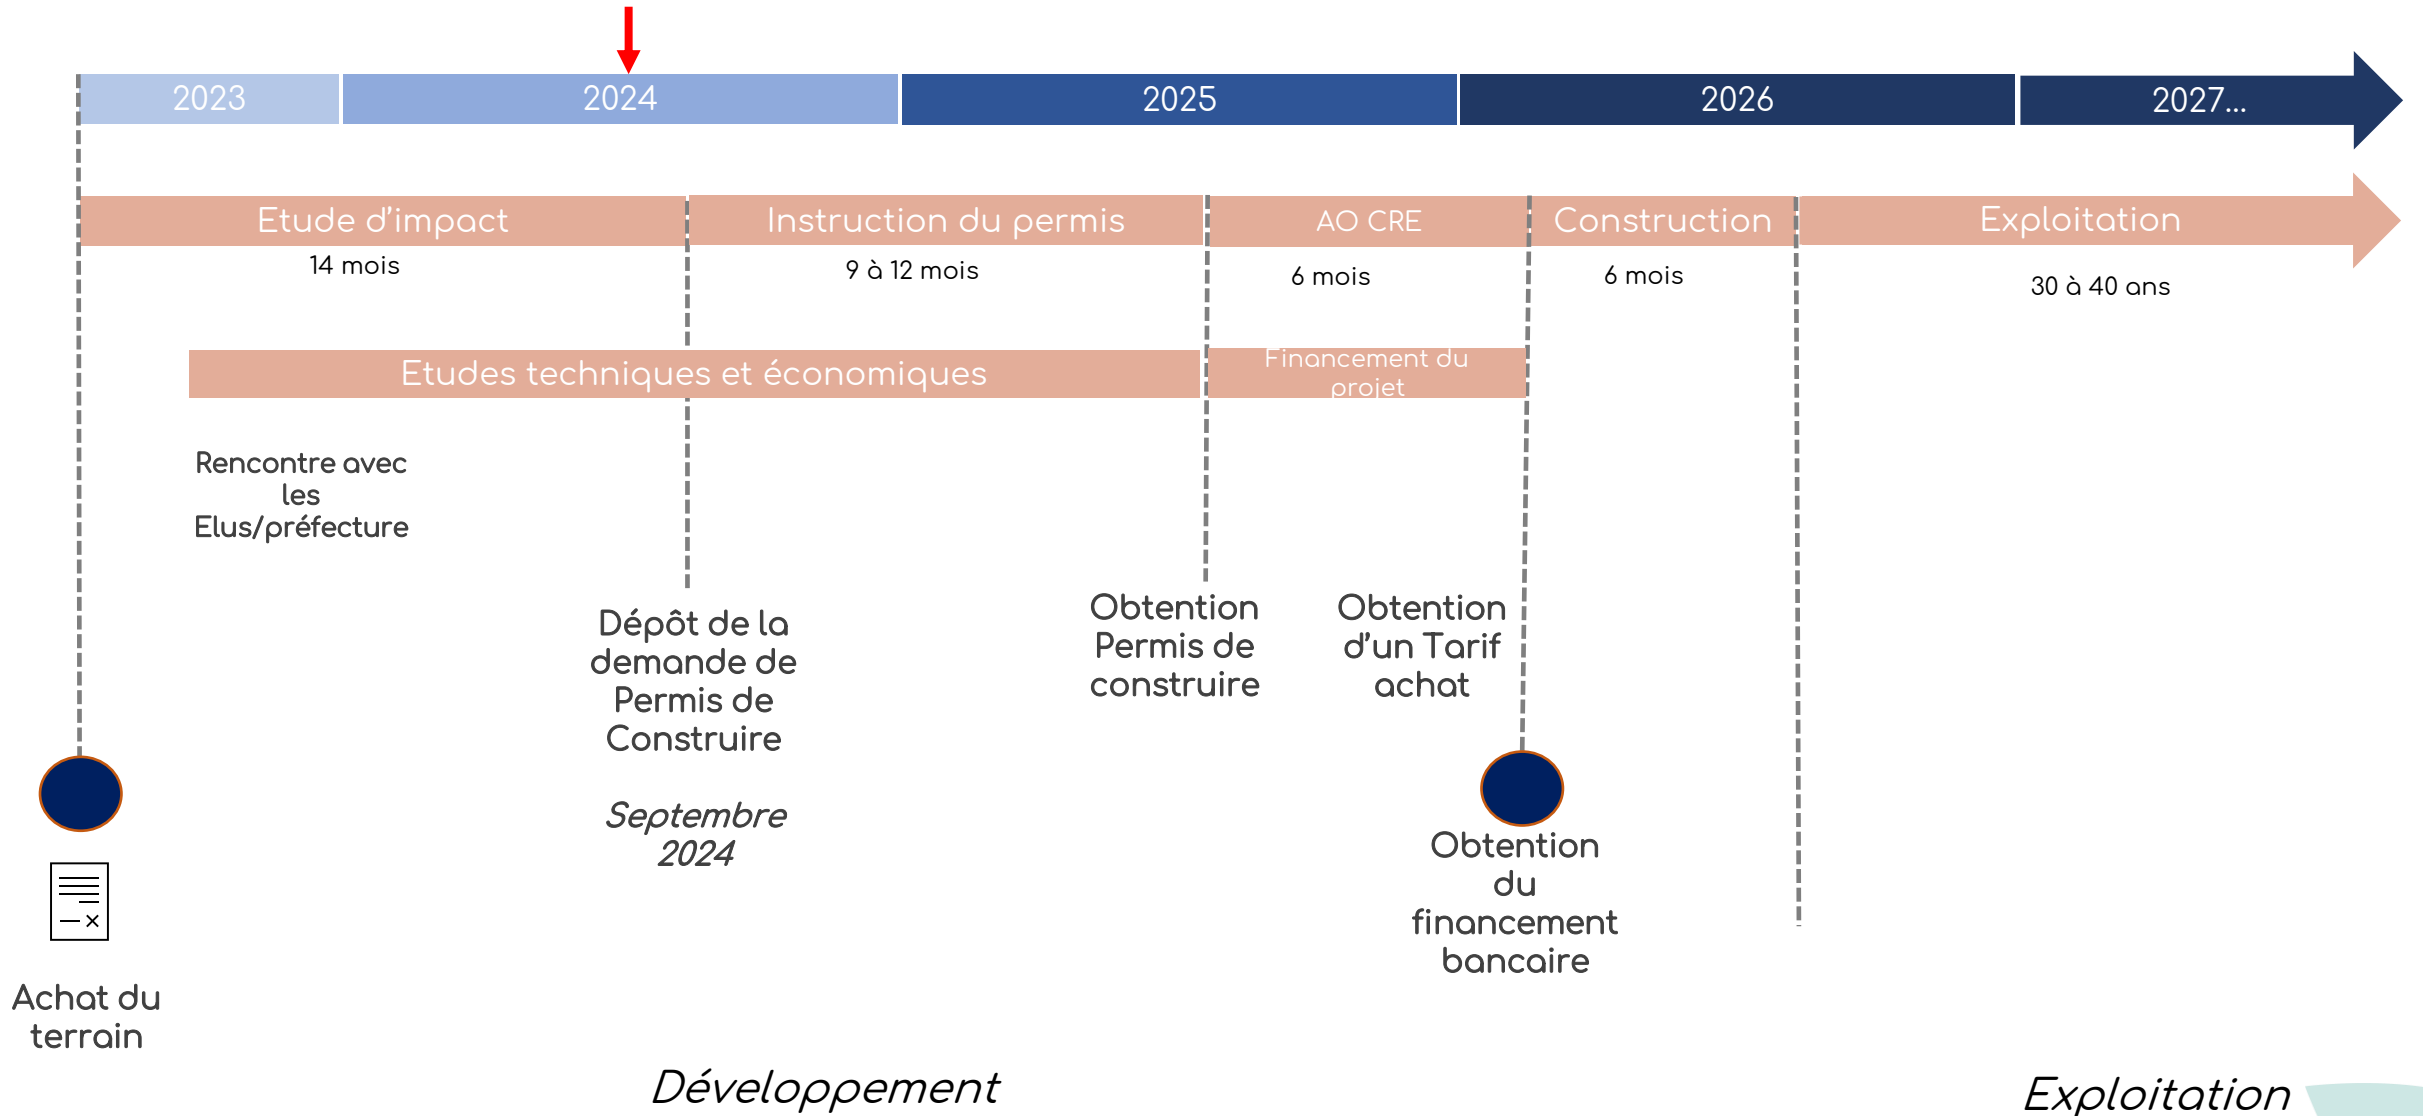 2023
2024
2025
2026
2027...
Etude d'impact
Instruction du permis
AO CRE
Construction
Exploitation
14 mois
9 à 12 mois
6 mois
6 mois
30 à 40 ans
Etudes techniques et économiques
Financement du
projet
Rencontre avec
les
Elus/préfecture
Dépôt de la
demande de
Permis de
Construire
Septembre
2024
Obtention
Permis de
construire
Obtention
d'un Tarif
achat
Obtention
du
financement
bancaire
Achat du
terrain
Développement
Exploitation